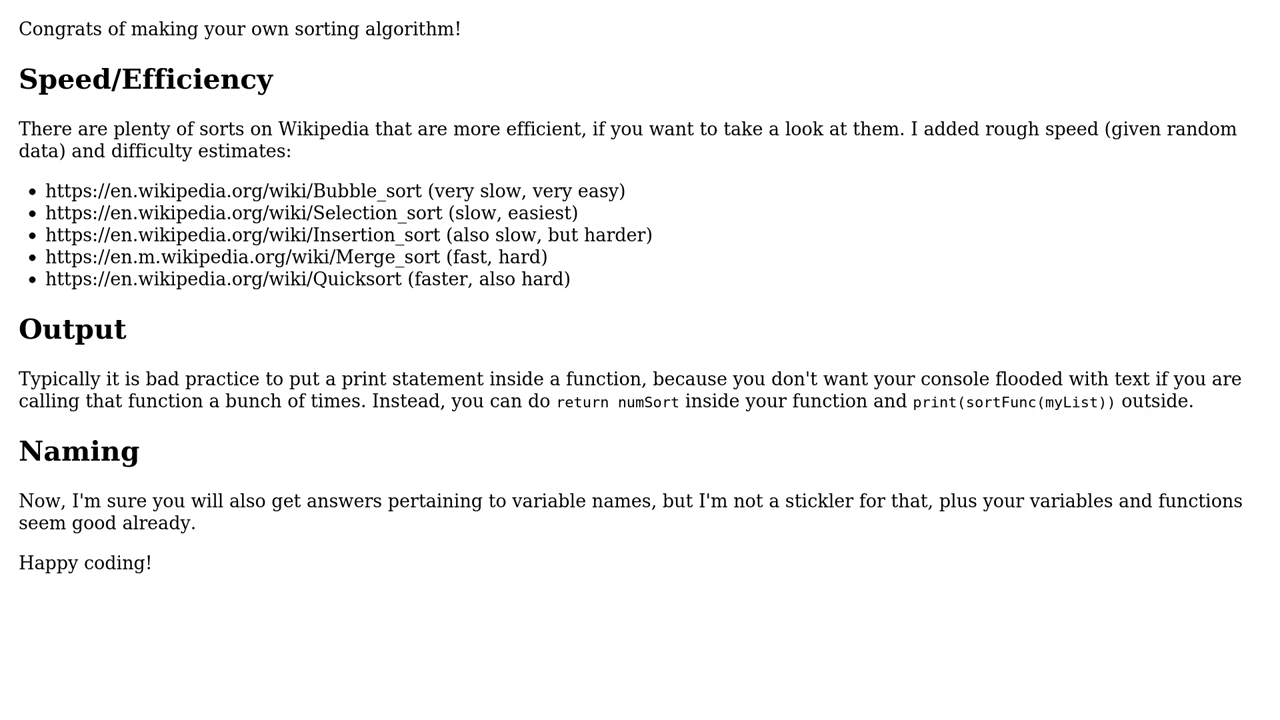 Congrats of making your own sorting algorithm!
Speed/Efficiency
There are plenty of sorts on Wikipedia that are more efficient, if you want to take a look at them. I added rough speed (given random
data) and difficulty estimates:
• https://en.wikipedia.org/wiki/Bubble_sort (very slow, very easy)
• https://en.wikipedia.org/wiki/Selection_sort (slow, easiest)
• https://en.wikipedia.org/wiki/Insertion_sort (also slow, but harder)
• https://en.m.wikipedia.org/wiki/Merge_sort (fast, hard)
• https://en.wikipedia.org/wiki/Quicksort (faster, also hard)
Output
Typically it is bad practice to put a print statement inside a function, because you don't want your console flooded with text if you are
calling that function a bunch of times. Instead, you can do return numSort inside your function and print(sortFunc(myList)) outside.
Naming
Now, I'm sure you will also get answers pertaining to variable names, but I'm not a stickler for that, plus your variables and functions
seem good already.
Happy coding!